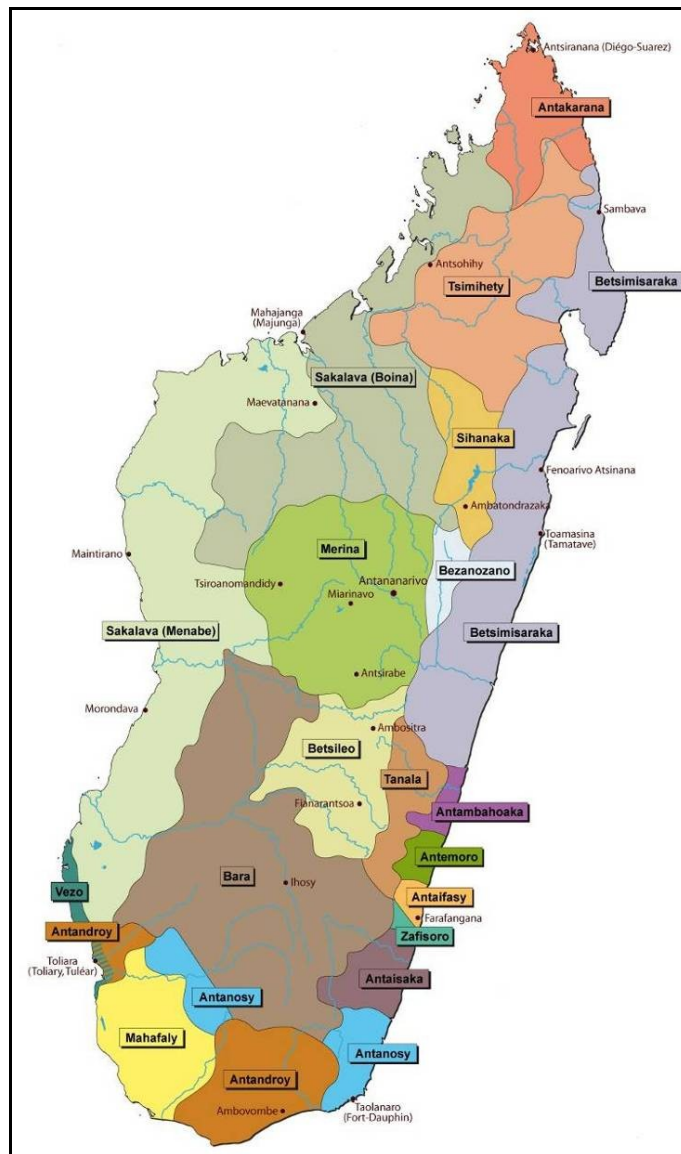 Antsiranana (Diégo-Suarez)
Antakarana
Sambava
Antsohihy
Betsimisaraka
Tsimihety
Mahajanga
(Majunga)
Sakalava (Boina)
Maevatanana
Sihanaka
Fenoarivo Atsinana
Ambatondrazaka
Toamasina
(Tamatave)
Merina
Maintirano
Bezanozano
Tsiroanomandidy
Antananarivo
Miarinavo
Sakalava (Menabe)
Betsimisaraka
Antsirabe
Morondava
Ambositra
Betsileo
Tanala
Fianarantsoa
Antambahoaka
Antemoro
Bara
Ihosy
Vezo
Antaifasy
Farafangana
Antandroy
Zafisoro
Toliara
(Toliary, Tuléar)
Antaisaka
Antanosy
Mahafaly
Antanosy
Antandroy
Ambovombe
Taolanaro
(Fort-Dauphin)